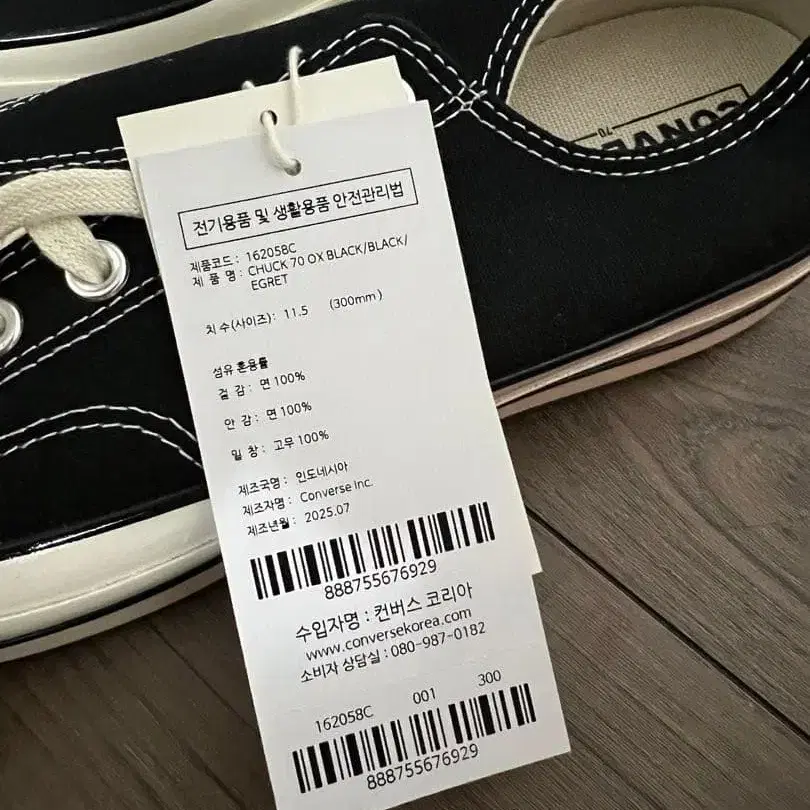 전기용품 및 생활용품 안전관리법
제품코드 : 162058C
제 품 명 : CHUCK 70 OX BLACK/BLACK/
EGRET
치 수(사이즈): 11.5 (300mm)
섬유 혼용률
겉 감 : 면 100%
안 감 : 면 100%
밑 창 : 고무 100%
제조국명 : 인도네시아
제조자명 : Converse Inc.
제조년월 : 2025.07
888755676929
수입자명 : 컨버스 코리아
www.conversekorea.com
소비자 상담실 : 080-987-0182
162058C 001 300
888755676929
70